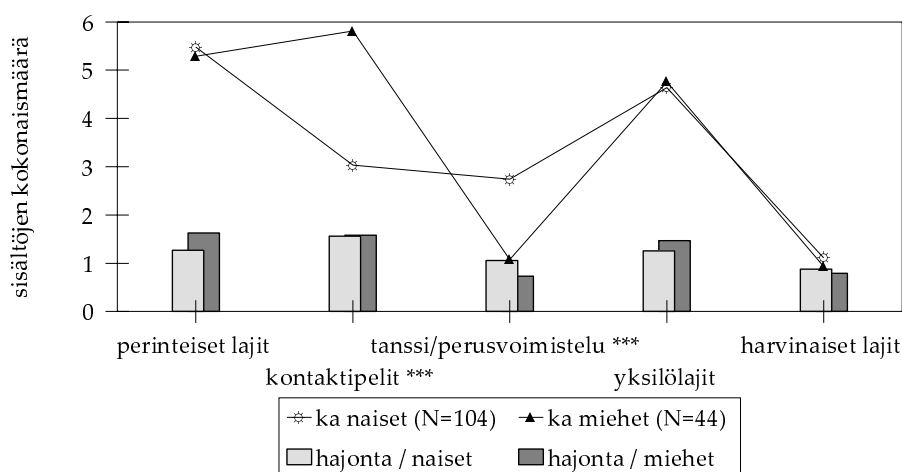 sisältöjen kokonaismäärä
6
5
4
3
2
1
0
perinteiset lajit
tanssi/perusvoimistelu ***
harvinaiset lajit
kontaktipelit ***
yksilölajit
ka naiset (N=104)
ka miehet (N=44)
hajonta / naiset
hajonta / miehet